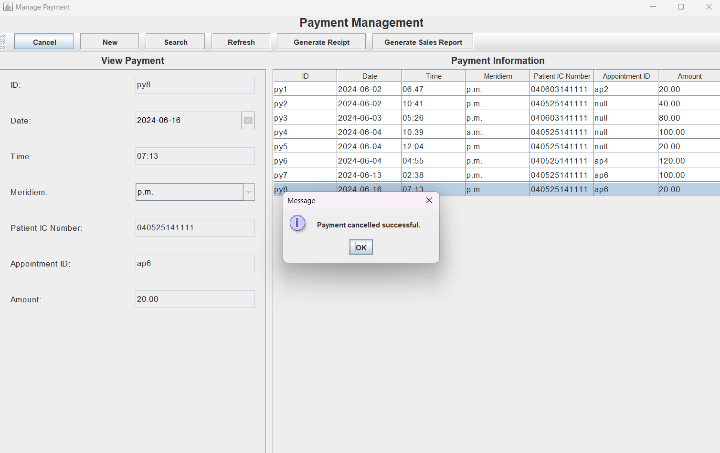 Manage Payment
Payment Management
Cancel New Search Refresh Generate Recipt Generate Sales Report
View Payment
ID: py8
Date: 2024-06-16
Time: 07:13
Meridiem: p.m.
Patient IC Number: 040525141111
Appointment ID: ap6
Amount: 20.00
Payment Information
ID Date Time Meridiem Patient IC Number Appointment ID Amount
py1 2024-06-02 06:47 p.m. 040603141111 ap2 20.00
py2 2024-06-02 10:41 p.m. 040525141111 null 40.00
py3 2024-06-03 05:26 p.m. 040603141111 null 80.00
py4 2024-06-04 10:39 a.m. 040525141111 null 100.00
py5 2024-06-04 12:04 p.m. 040525141111 null 20.00
py6 2024-06-04 04:55 p.m. 040525141111 ap4 120.00
py7 2024-06-13 02:38 p.m. 040525141111 ap6 100.00
py8 2024-06-16 07:13 p.m. 040525141111 ap6 20.00
Message
Payment cancelled successful.
OK